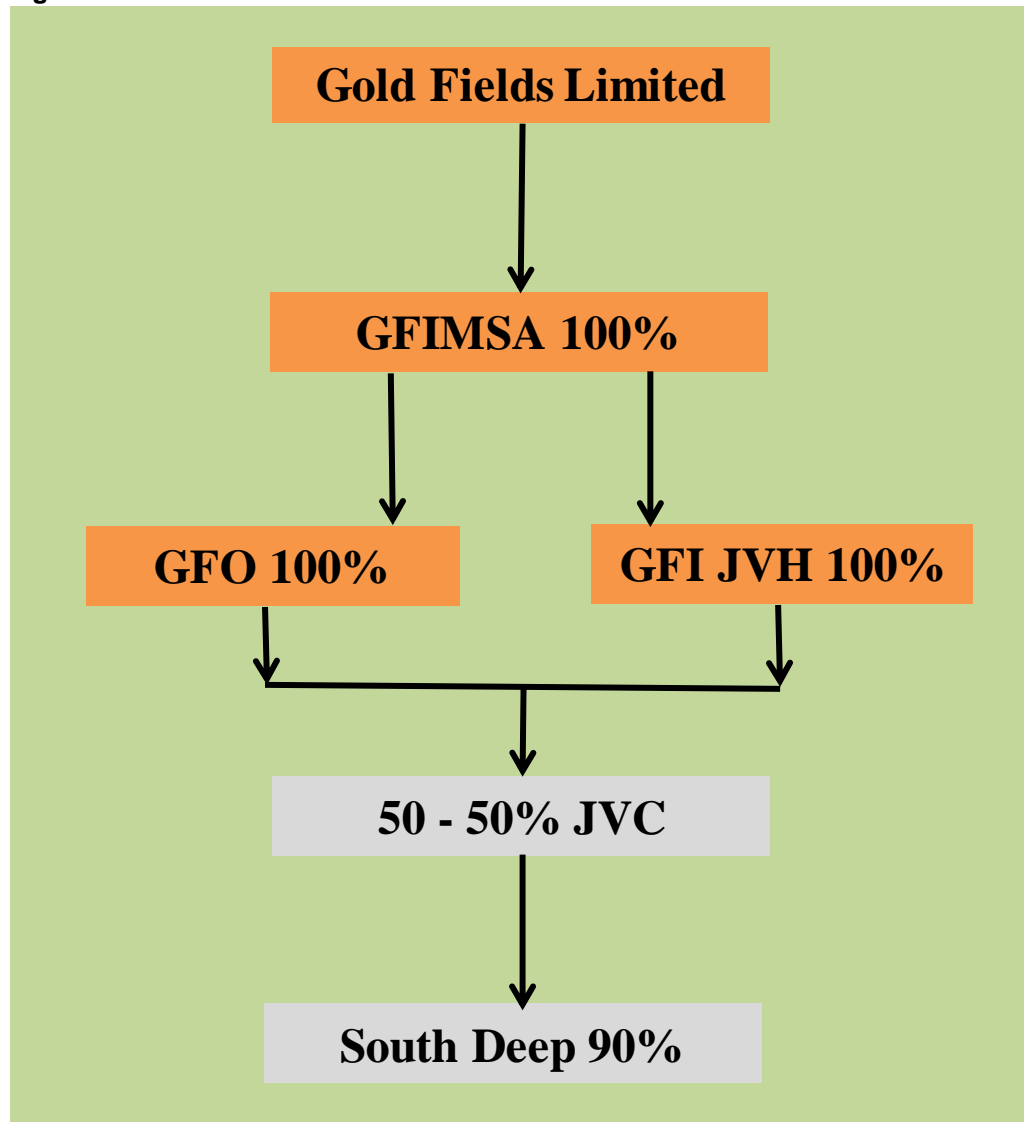 Gold Fields Limited
GFIMSA 100%
GFO 100%
GFI JVH 100%
50 - 50% JVC
South Deep 90%